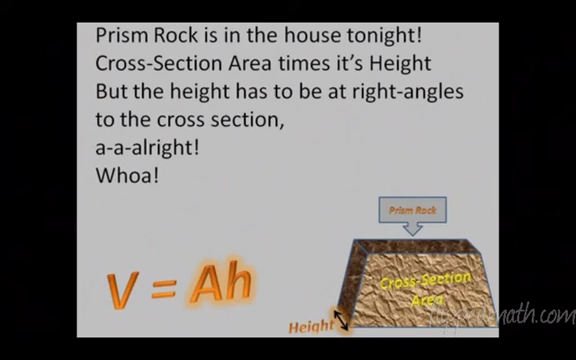 Prism Rock is in the house tonight!
Cross-Section Area times it's Height
But the height has to be at right-angles
to the cross section,
a-a-alright!
Whoa!
Prism Rock
Cross-Section
Area
V = Ah
Height